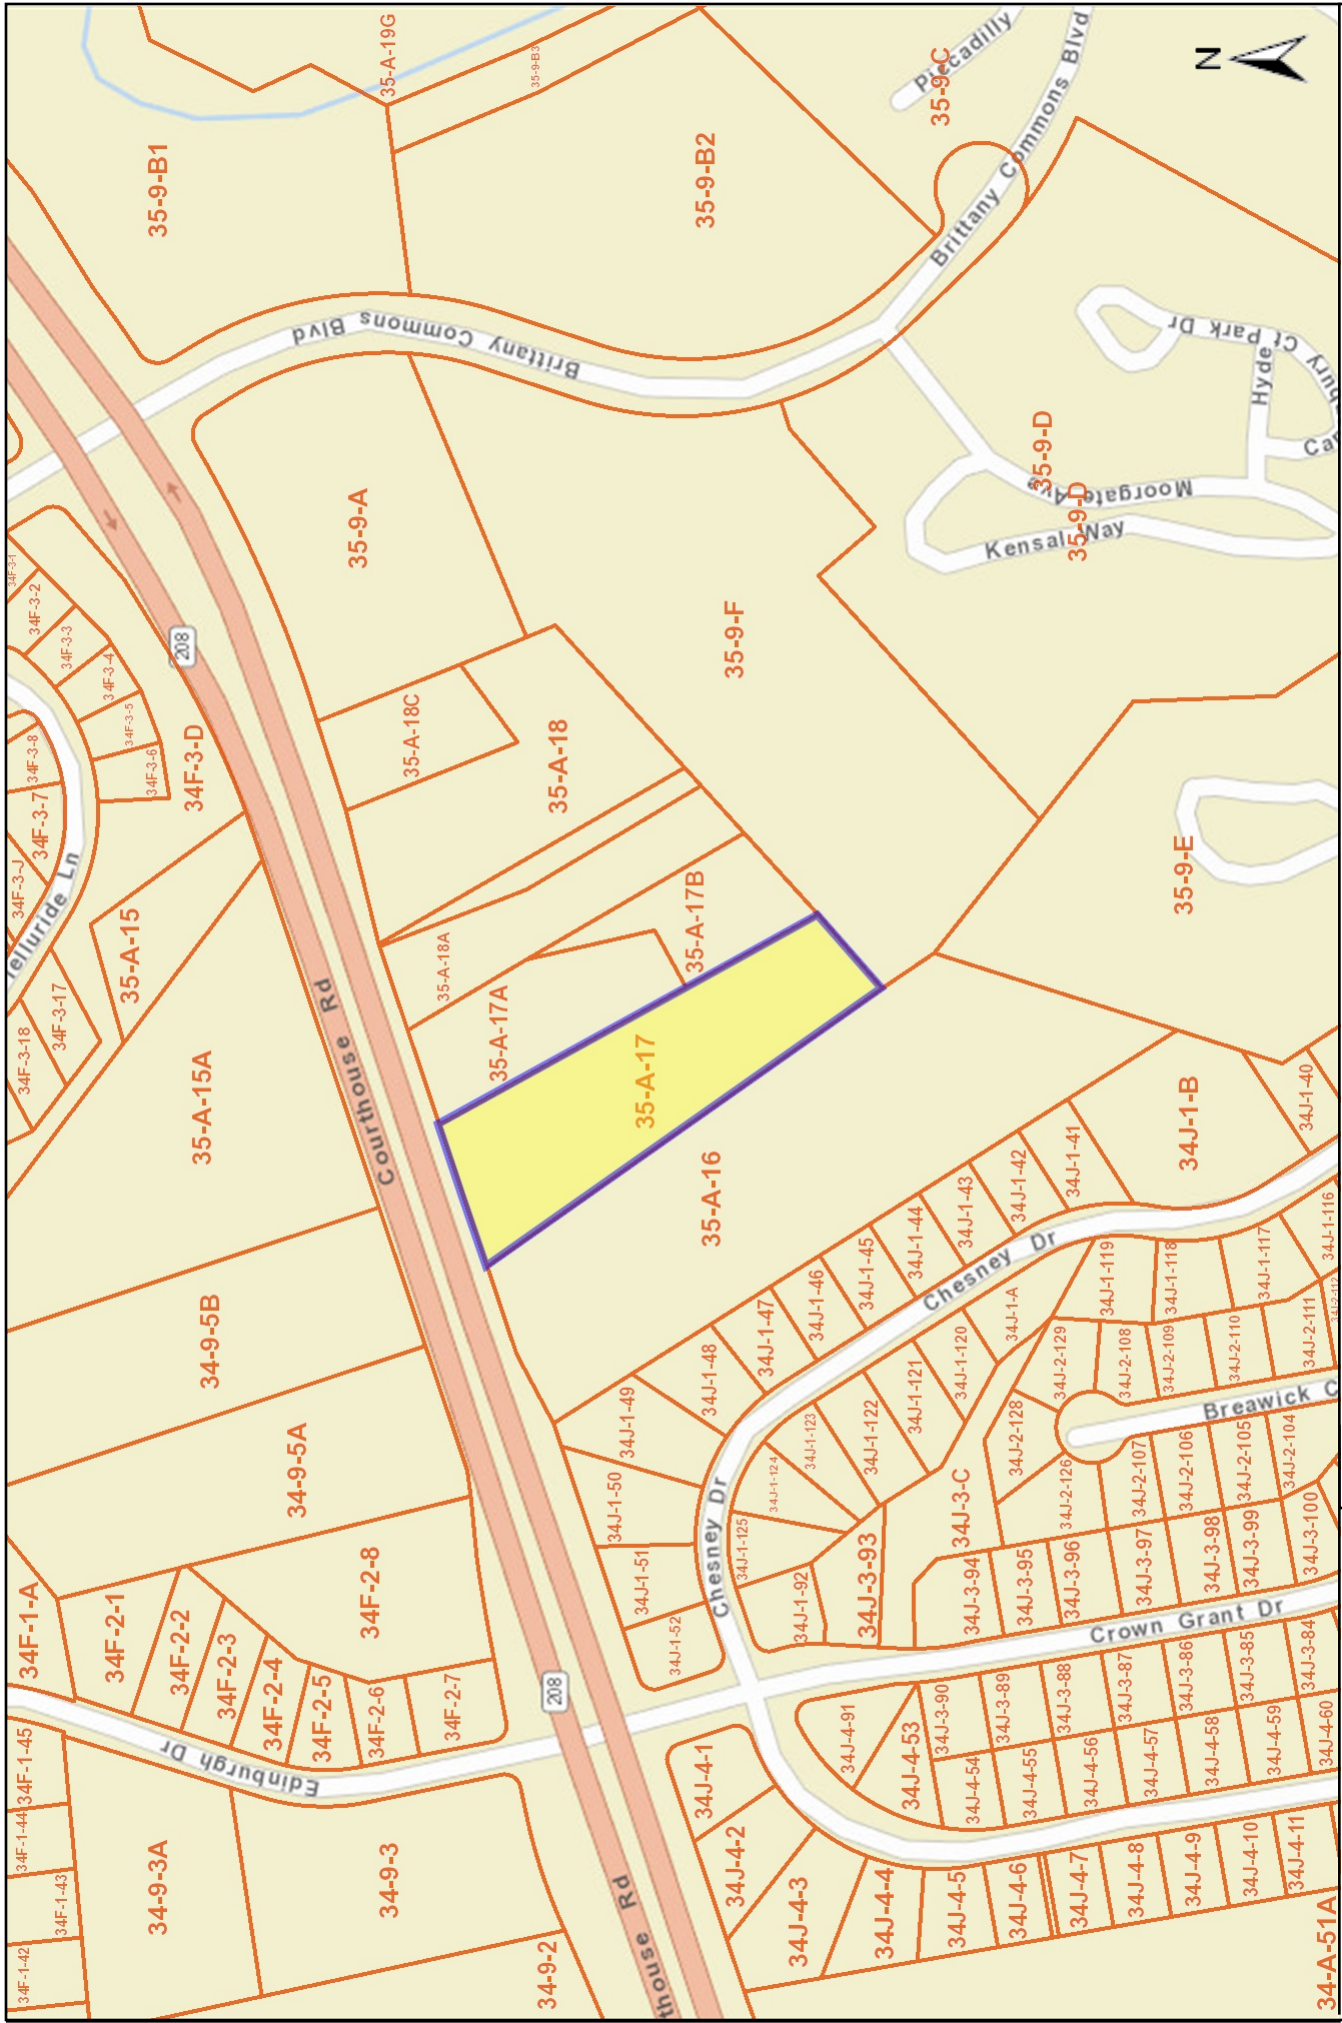 N
34F-1-42
34F-1-43
34F-1-44
34F-1-45
34F-1-A
34F-2-1
34F-2-2
34F-2-3
34F-2-4
34F-2-5
34F-2-6
34F-2-7
34F-2-8
34-9-3A
34-9-3
34-9-2
Edinburgh Dr
34-9-5A
34-9-5B
35-A-15A
35-A-15
34F-3-18
34F-3-17
34F-3-J
34F-3-7
34F-3-8
34F-3-D
34F-3-6
34F-3-5
34F-3-4
34F-3-3
34F-3-2
34F-3-1
elluride Ln
208
208
Courthouse Rd
thouse Rd
35-9-B1
35-A-19G
35-9-B3
35-9-B2
35-9-C
Piccadilly
Brittany Commons Blvd
Brittany Commons Blvd
35-9-A
35-A-18C
35-A-18
35-A-18A
35-A-17A
35-A-17B
35-A-17
35-A-16
35-9-F
35-9-D
35-9-D
35-9-E
Kensal Way
Moorgate Ave
Hyde
Park Dr
bury Ct
Ca
34J-1-B
34J-1-40
34J-1-41
34J-1-42
34J-1-43
34J-1-44
34J-1-45
34J-1-46
34J-1-47
34J-1-48
34J-1-49
34J-1-50
34J-1-51
34J-1-52
Chesney Dr
Chesney Dr
34J-1-92
34J-1-125
34J-1-124
34J-1-123
34J-1-122
34J-1-121
34J-1-120
34J-1-A
34J-1-119
34J-1-118
34J-1-117
34J-1-116
34J-2-112
34J-2-111
34J-2-110
34J-2-109
34J-2-108
34J-2-129
34J-2-128
34J-2-126
34J-2-107
34J-2-106
34J-2-105
34J-2-104
Breawick C
34J-3-C
34J-3-93
34J-3-94
34J-3-95
34J-3-96
34J-3-97
34J-3-98
34J-3-99
34J-3-100
Crown Grant Dr
34J-3-90
34J-3-89
34J-3-88
34J-3-87
34J-3-86
34J-3-85
34J-3-84
34J-4-91
34J-4-53
34J-4-54
34J-4-55
34J-4-56
34J-4-57
34J-4-58
34J-4-59
34J-4-60
34J-4-1
34J-4-2
34J-4-3
34J-4-4
34J-4-5
34J-4-6
34J-4-7
34J-4-8
34J-4-9
34J-4-10
34J-4-11
34-A-51A